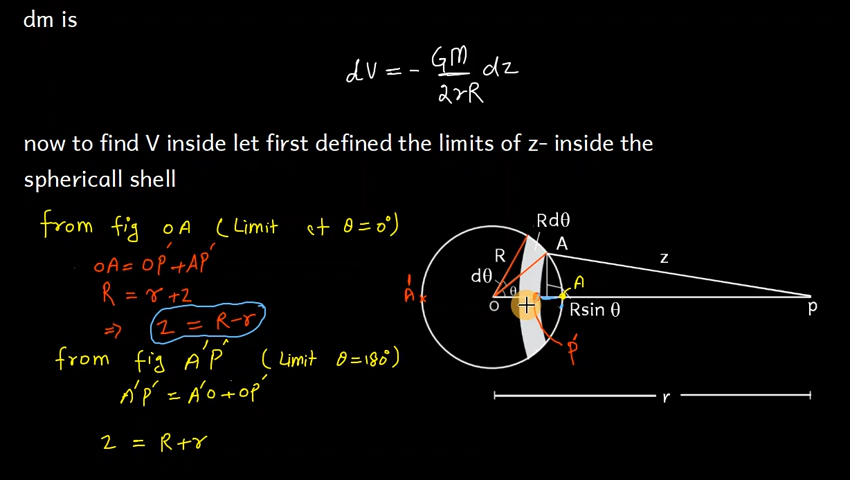 dm is
dV = - GM/2rR dz
now to find V inside let first defined the limits of z- inside the
sphericall shell
from fig OA (Limit at θ=0°)
OA = OP' + AP'
R = r + z
⇒ z = R-r
from fig A'P' (Limit θ=180°)
A'P' = A'O + OP'
z = R+r
Rdθ
A
R
z
dθ
θ
A'
A
O
Rsin θ
P
P'
r